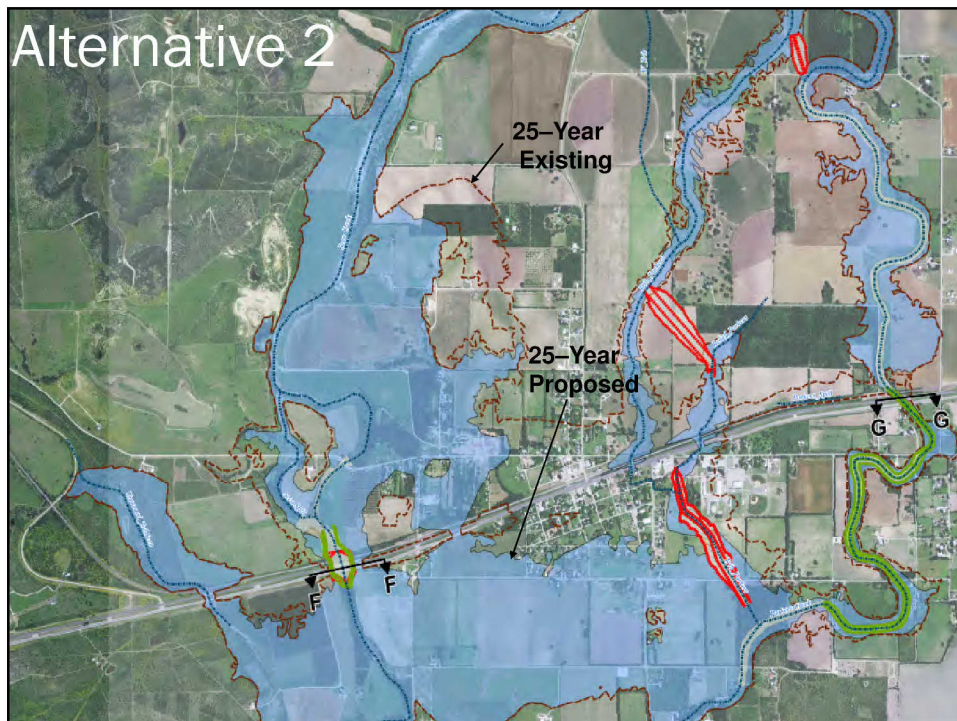 Alternative 2
25–Year
Existing
25–Year
Proposed
G
G
F
F